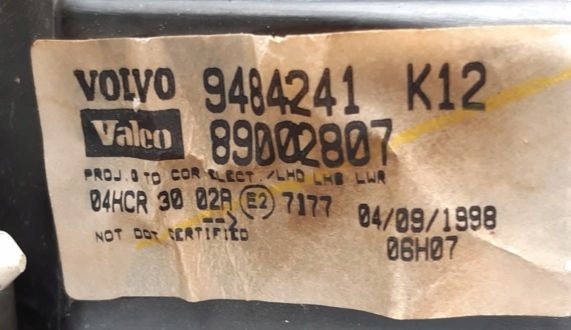 VOLVO 9484241 K12
Valeo 89002807
PROJ.G TO COR ELECT./LHD LHB LWR
04HCR 30 02A E2 7177 04/09/1998
NOT DOT CERTIFIED 06H07